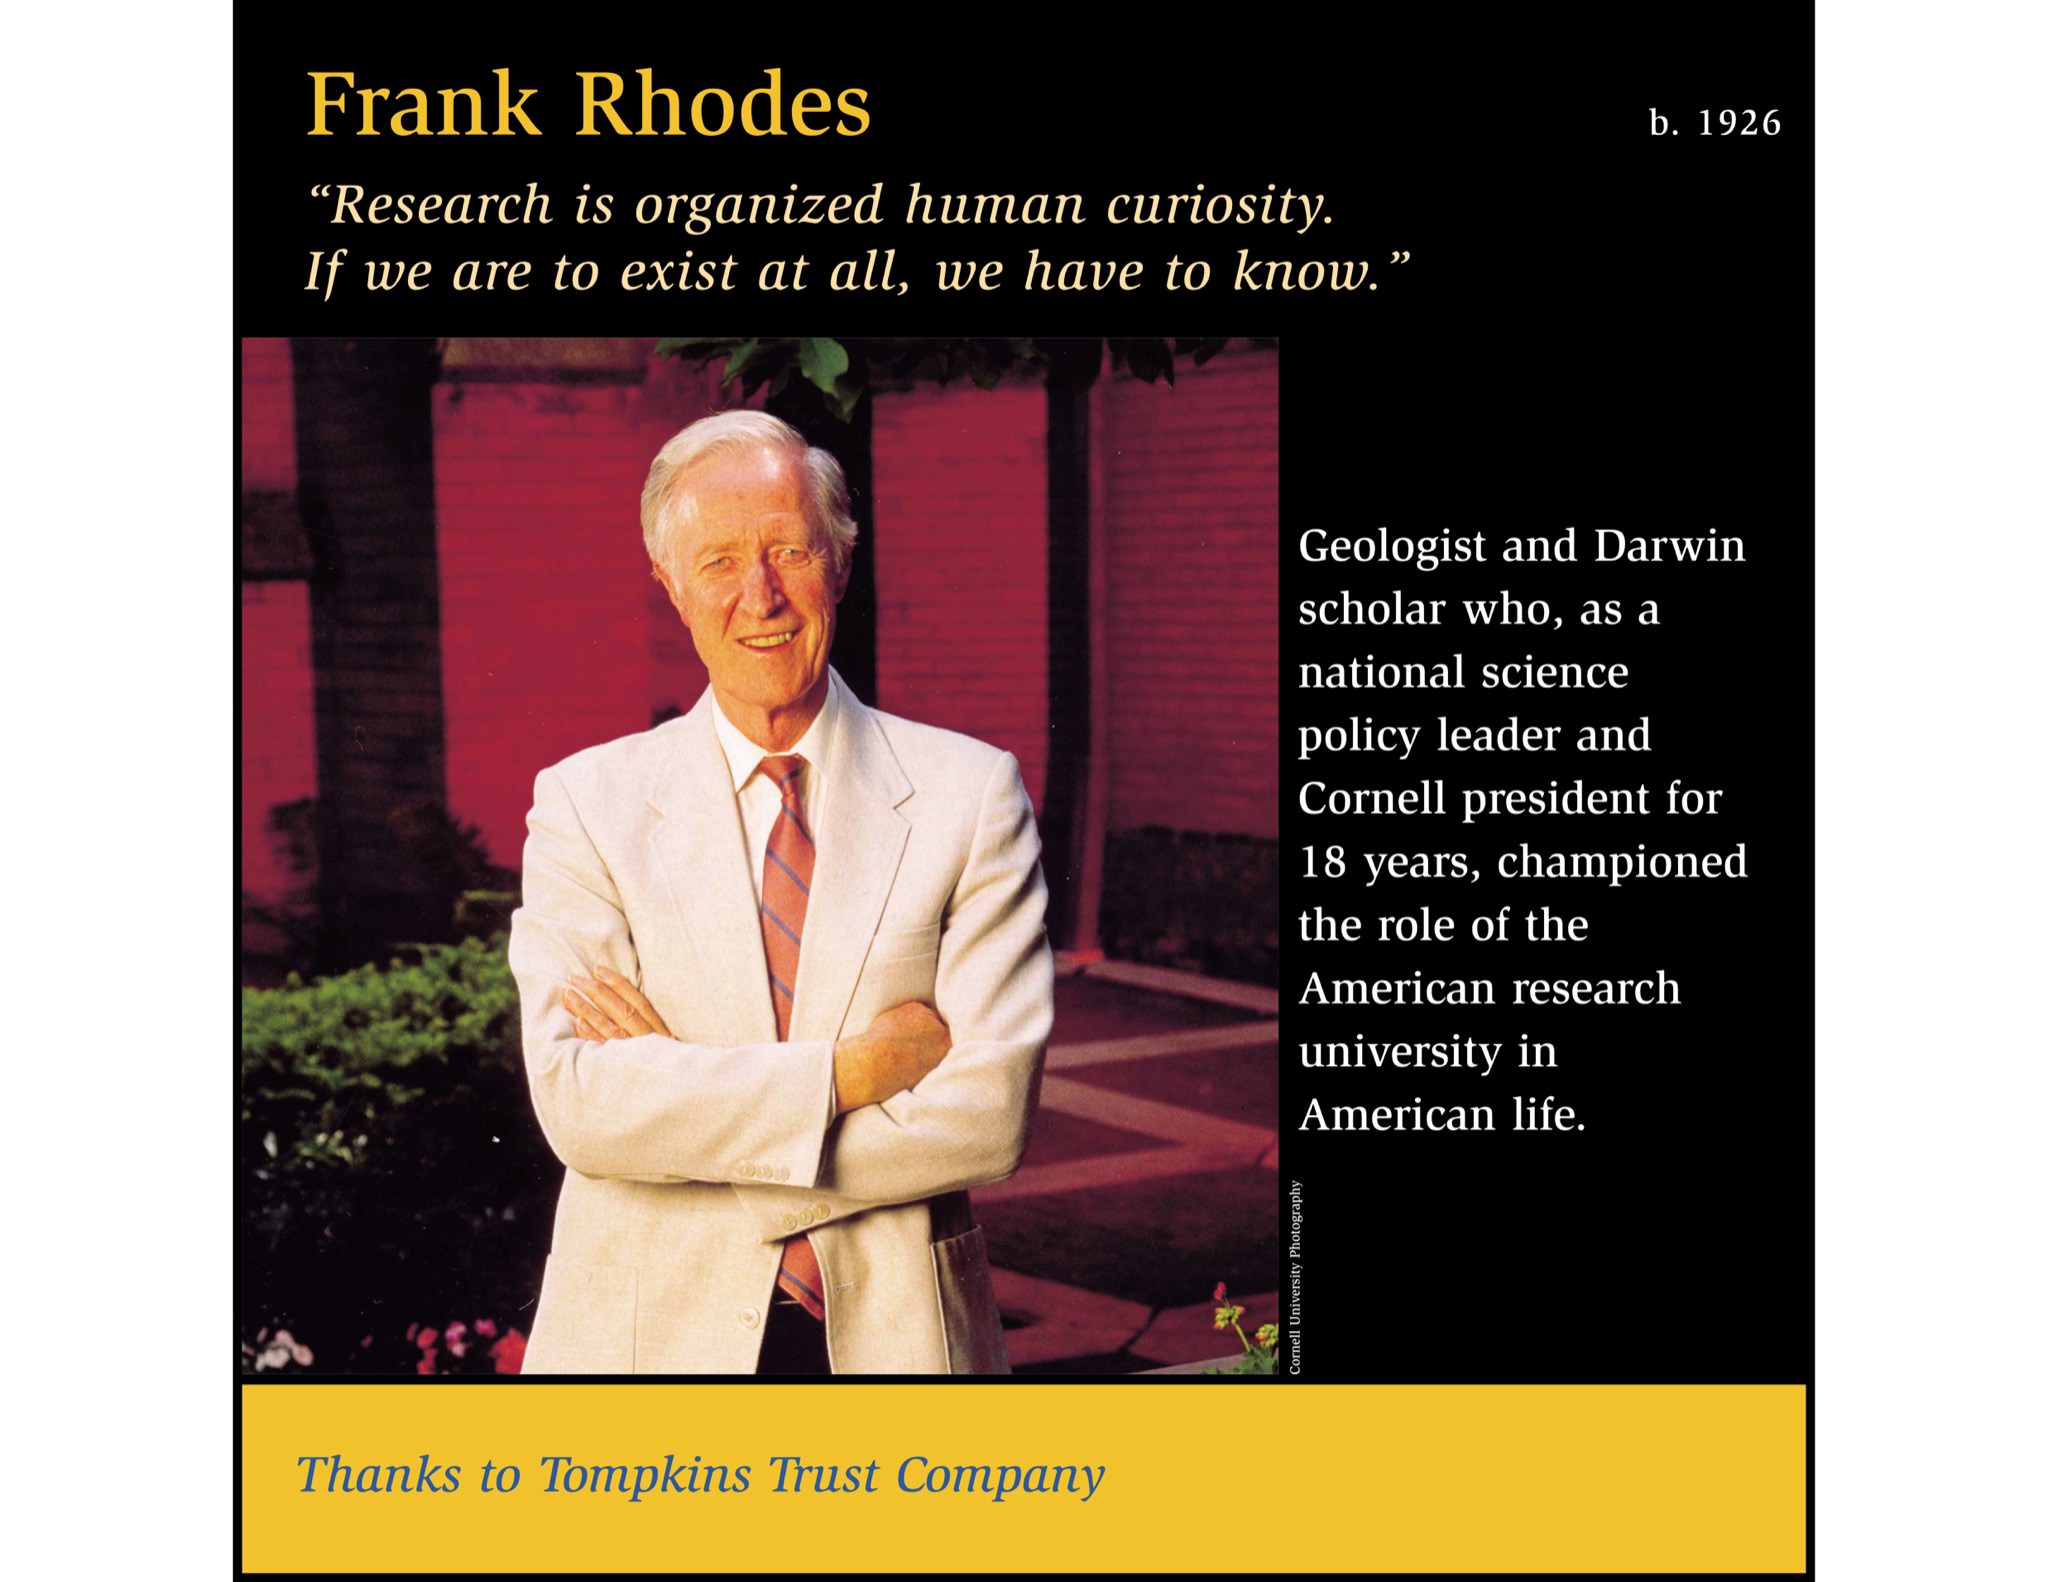 Frank Rhodes
b. 1926
“Research is organized human curiosity.
If we are to exist at all, we have to know.”
Geologist and Darwin
scholar who, as a
national science
policy leader and
Cornell president for
18 years, championed
the role of the
American research
university in
American life.
Cornell University Photography
Thanks to Tompkins Trust Company